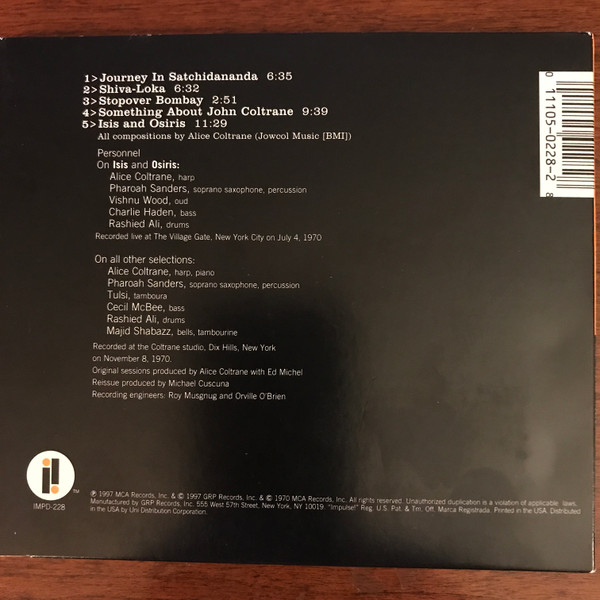 1>Journey In Satchidananda 6:35
2>Shiva-Loka 6:32
3>Stopover Bombay 2:51
4>Something About John Coltrane 9:39
5>Isis and Osiris 11:29
All compositions by Alice Coltrane (Jowcol Music [BMI])
Personnel
On Isis and Osiris:
Alice Coltrane, harp
Pharoah Sanders, soprano saxophone, percussion
Vishnu Wood, oud
Charlie Haden, bass
Rashied Ali, drums
Recorded live at The Village Gate, New York City on July 4, 1970
On all other selections:
Alice Coltrane, harp, piano
Pharoah Sanders, soprano saxophone, percussion
Tulsi, tamboura
Cecil McBee, bass
Rashied Ali, drums
Majid Shabazz, bells, tambourine
Recorded at the Coltrane studio, Dix Hills, New York
on November 8, 1970.
Original sessions produced by Alice Coltrane with Ed Michel
Reissue produced by Michael Cuscuna
Recording engineers: Roy Musgnug and Orville O'Brien
0 11105-0228-2 8
i!
TM
IMPD-228
℗ 1997 MCA Records, Inc. & © 1997 GRP Records, Inc. & © 1970 MCA Records, Inc. All rights reserved. Unauthorized duplication is a violation of applicable laws.
Manufactured by GRP Records, Inc. 555 West 57th Street, New York, NY 10019. "Impulse!" Reg. U.S. Pat. & Tm. Off. Marca Registrada. Printed in the USA. Distributed
in the USA by Uni Distribution Corporation.